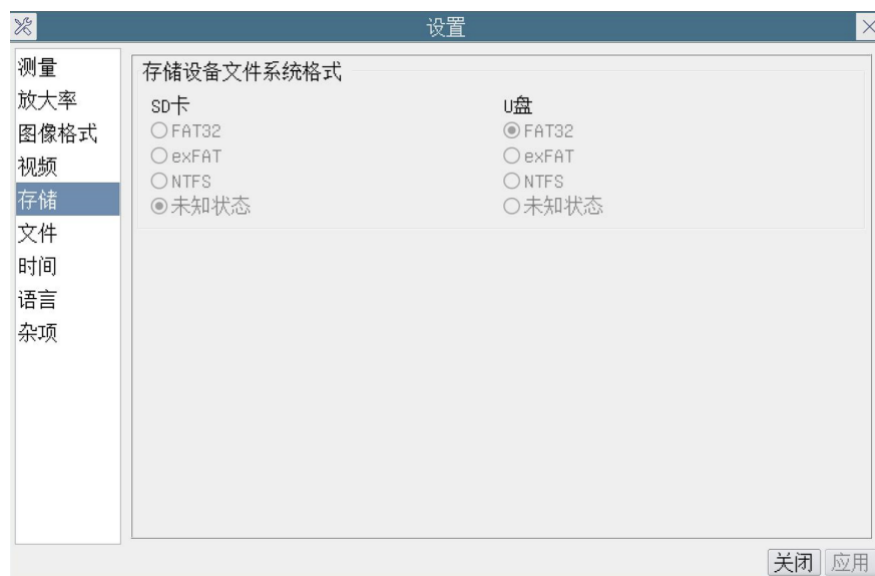 设置
测量
放大率
图像格式
视频
存储
文件
时间
语言
杂项
存储设备文件系统格式
SD卡
FAT32
exFAT
NTFS
未知状态
U盘
FAT32
exFAT
NTFS
未知状态
关闭
应用